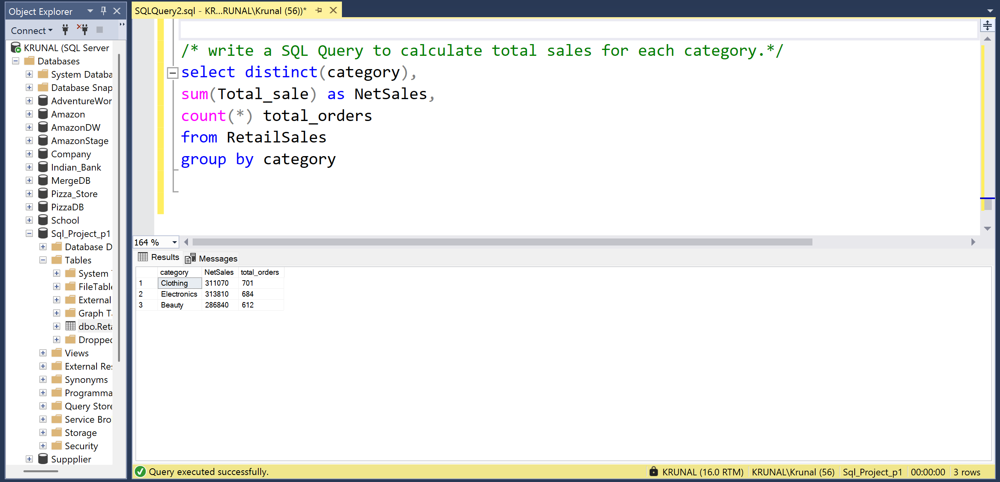 Object Explorer
Connect
KRUNAL (SQL Server
Databases
System Databa
Database Snap
AdventureWor
Amazon
AmazonDW
AmazonStage
Company
Indian_Bank
MergeDB
Pizza_Store
PizzaDB
School
Sql_Project_p1
Database D
Tables
System T
FileTable
External
Graph Ta
dbo.Reta
Dropped
Views
External Res
Synonyms
Programma
Query Store
Service Bro
Storage
Security
Suppplier
SQLQuery2.sql - KR...RUNAL\Krunal (56))*
/* write a SQL Query to calculate total sales for each category.*/
select distinct(category),
sum(Total_sale) as NetSales,
count(*) total_orders
from RetailSales
group by category
164 %
Results Messages
category NetSales total_orders
1 Clothing 311070 701
2 Electronics 313810 684
3 Beauty 286840 612
Query executed successfully. KRUNAL (16.0 RTM) KRUNAL\Krunal (56) Sql_Project_p1 00:00:00 3 rows